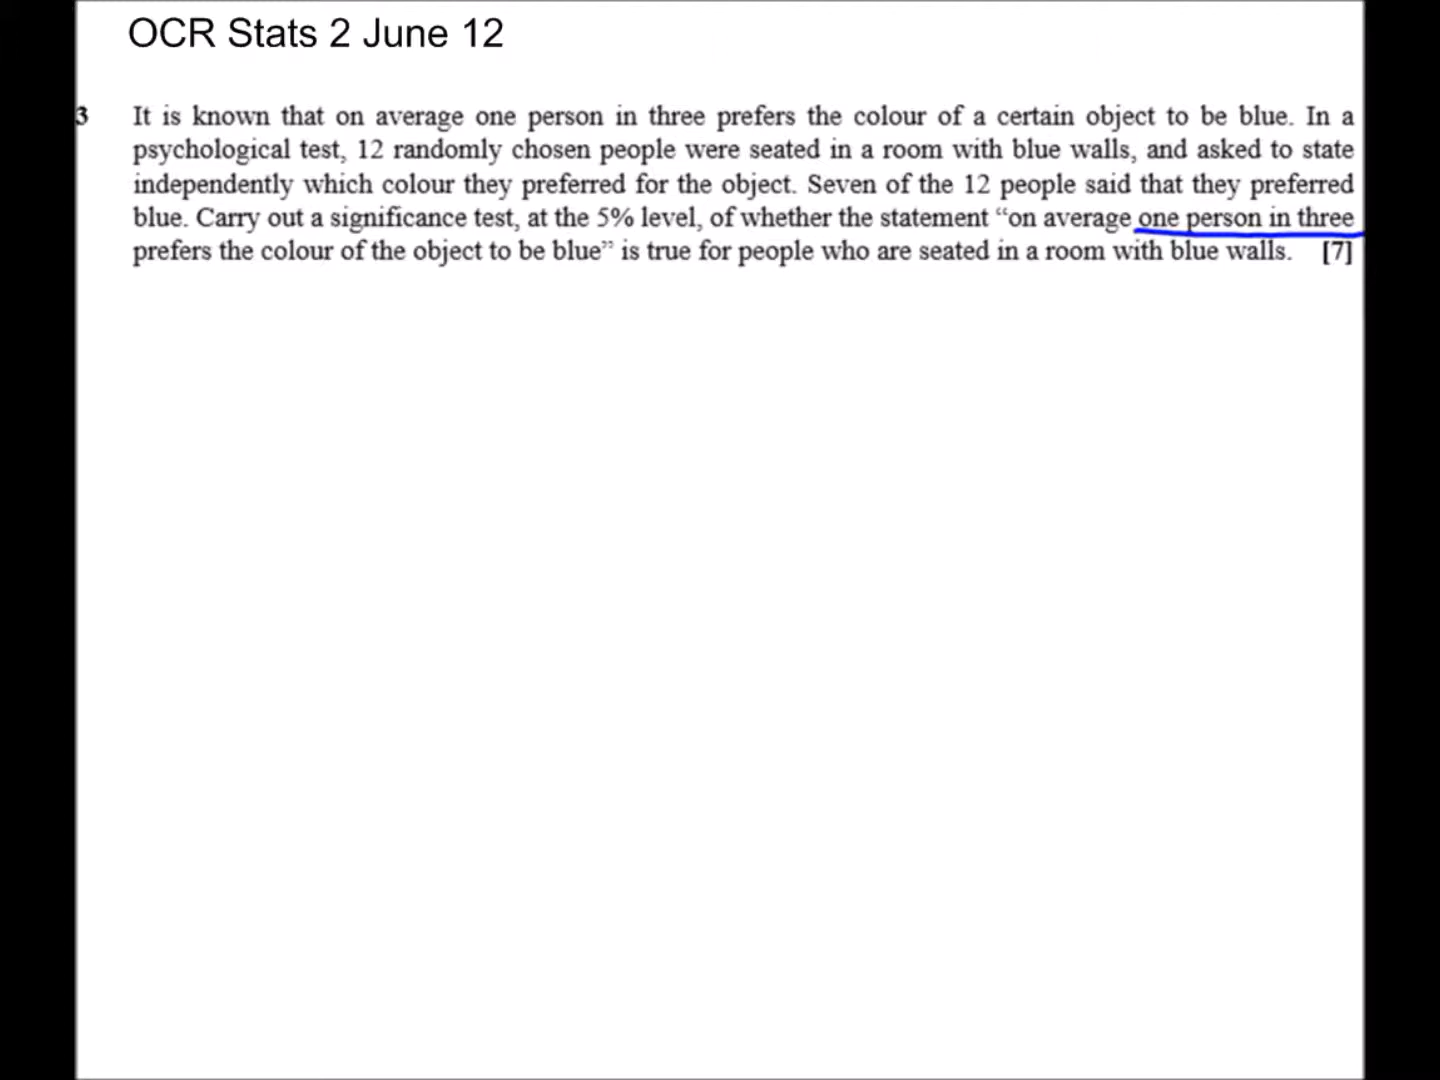 OCR Stats 2 June 12
3 It is known that on average one person in three prefers the colour of a certain object to be blue. In a
psychological test, 12 randomly chosen people were seated in a room with blue walls, and asked to state
independently which colour they preferred for the object. Seven of the 12 people said that they preferred
blue. Carry out a significance test, at the 5% level, of whether the statement “on average one person in three
prefers the colour of the object to be blue” is true for people who are seated in a room with blue walls. [7]